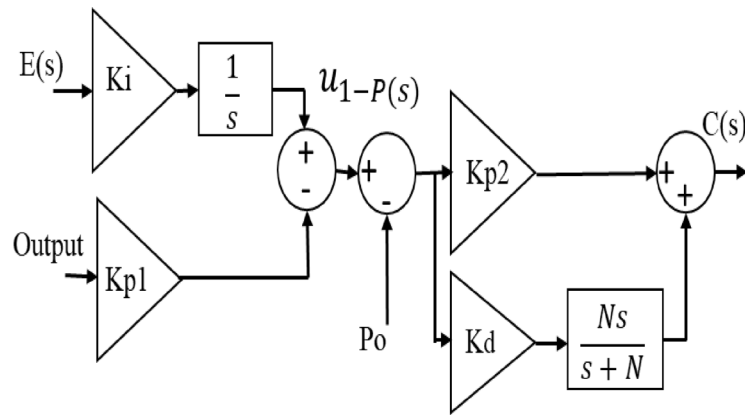 E(s)
Ki
1
s
u1−P(s)
+
-
+
-
Kp2
C(s)
+
+
Output
Kp1
Po
Kd
Ns
s + N